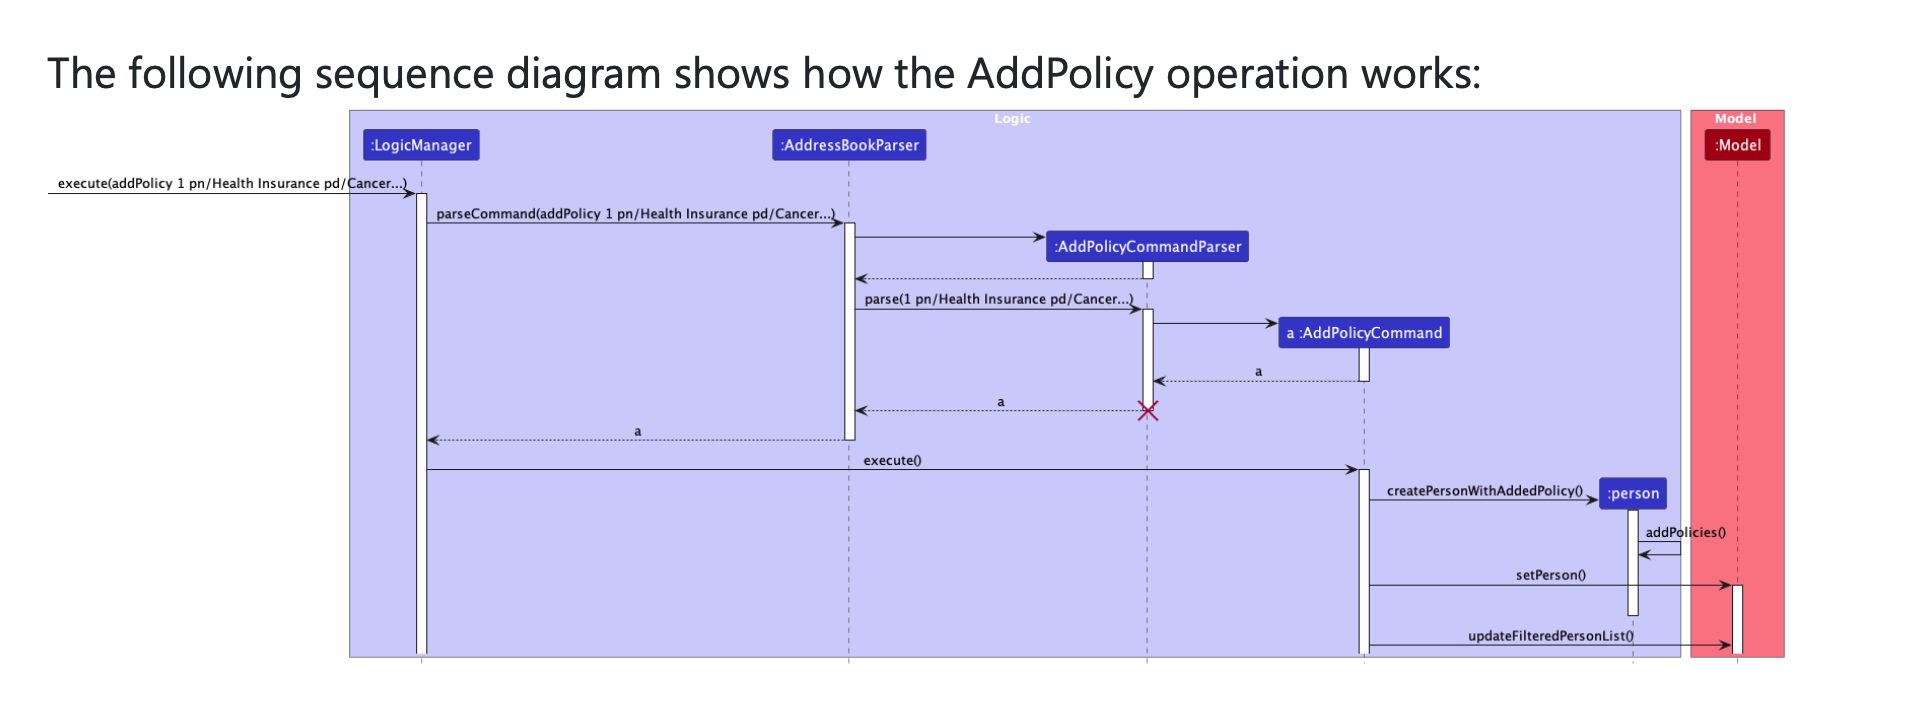 The following sequence diagram shows how the AddPolicy operation works:
Logic
Model
:LogicManager
:AddressBookParser
:Model
execute(addPolicy 1 pn/Health Insurance pd/Cancer...)
parseCommand(addPolicy 1 pn/Health Insurance pd/Cancer...)
:AddPolicyCommandParser
parse(1 pn/Health Insurance pd/Cancer...)
a :AddPolicyCommand
a
a
a
execute()
createPersonWithAddedPolicy()
:person
addPolicies()
setPerson()
updateFilteredPersonList()